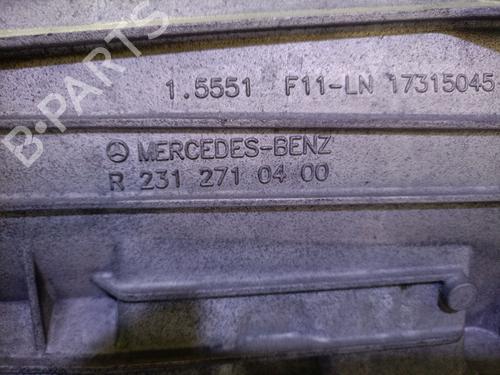 1.5551 F11-LN 17315045
MERCEDES-BENZ
R 231 271 04 00
B-PARTS